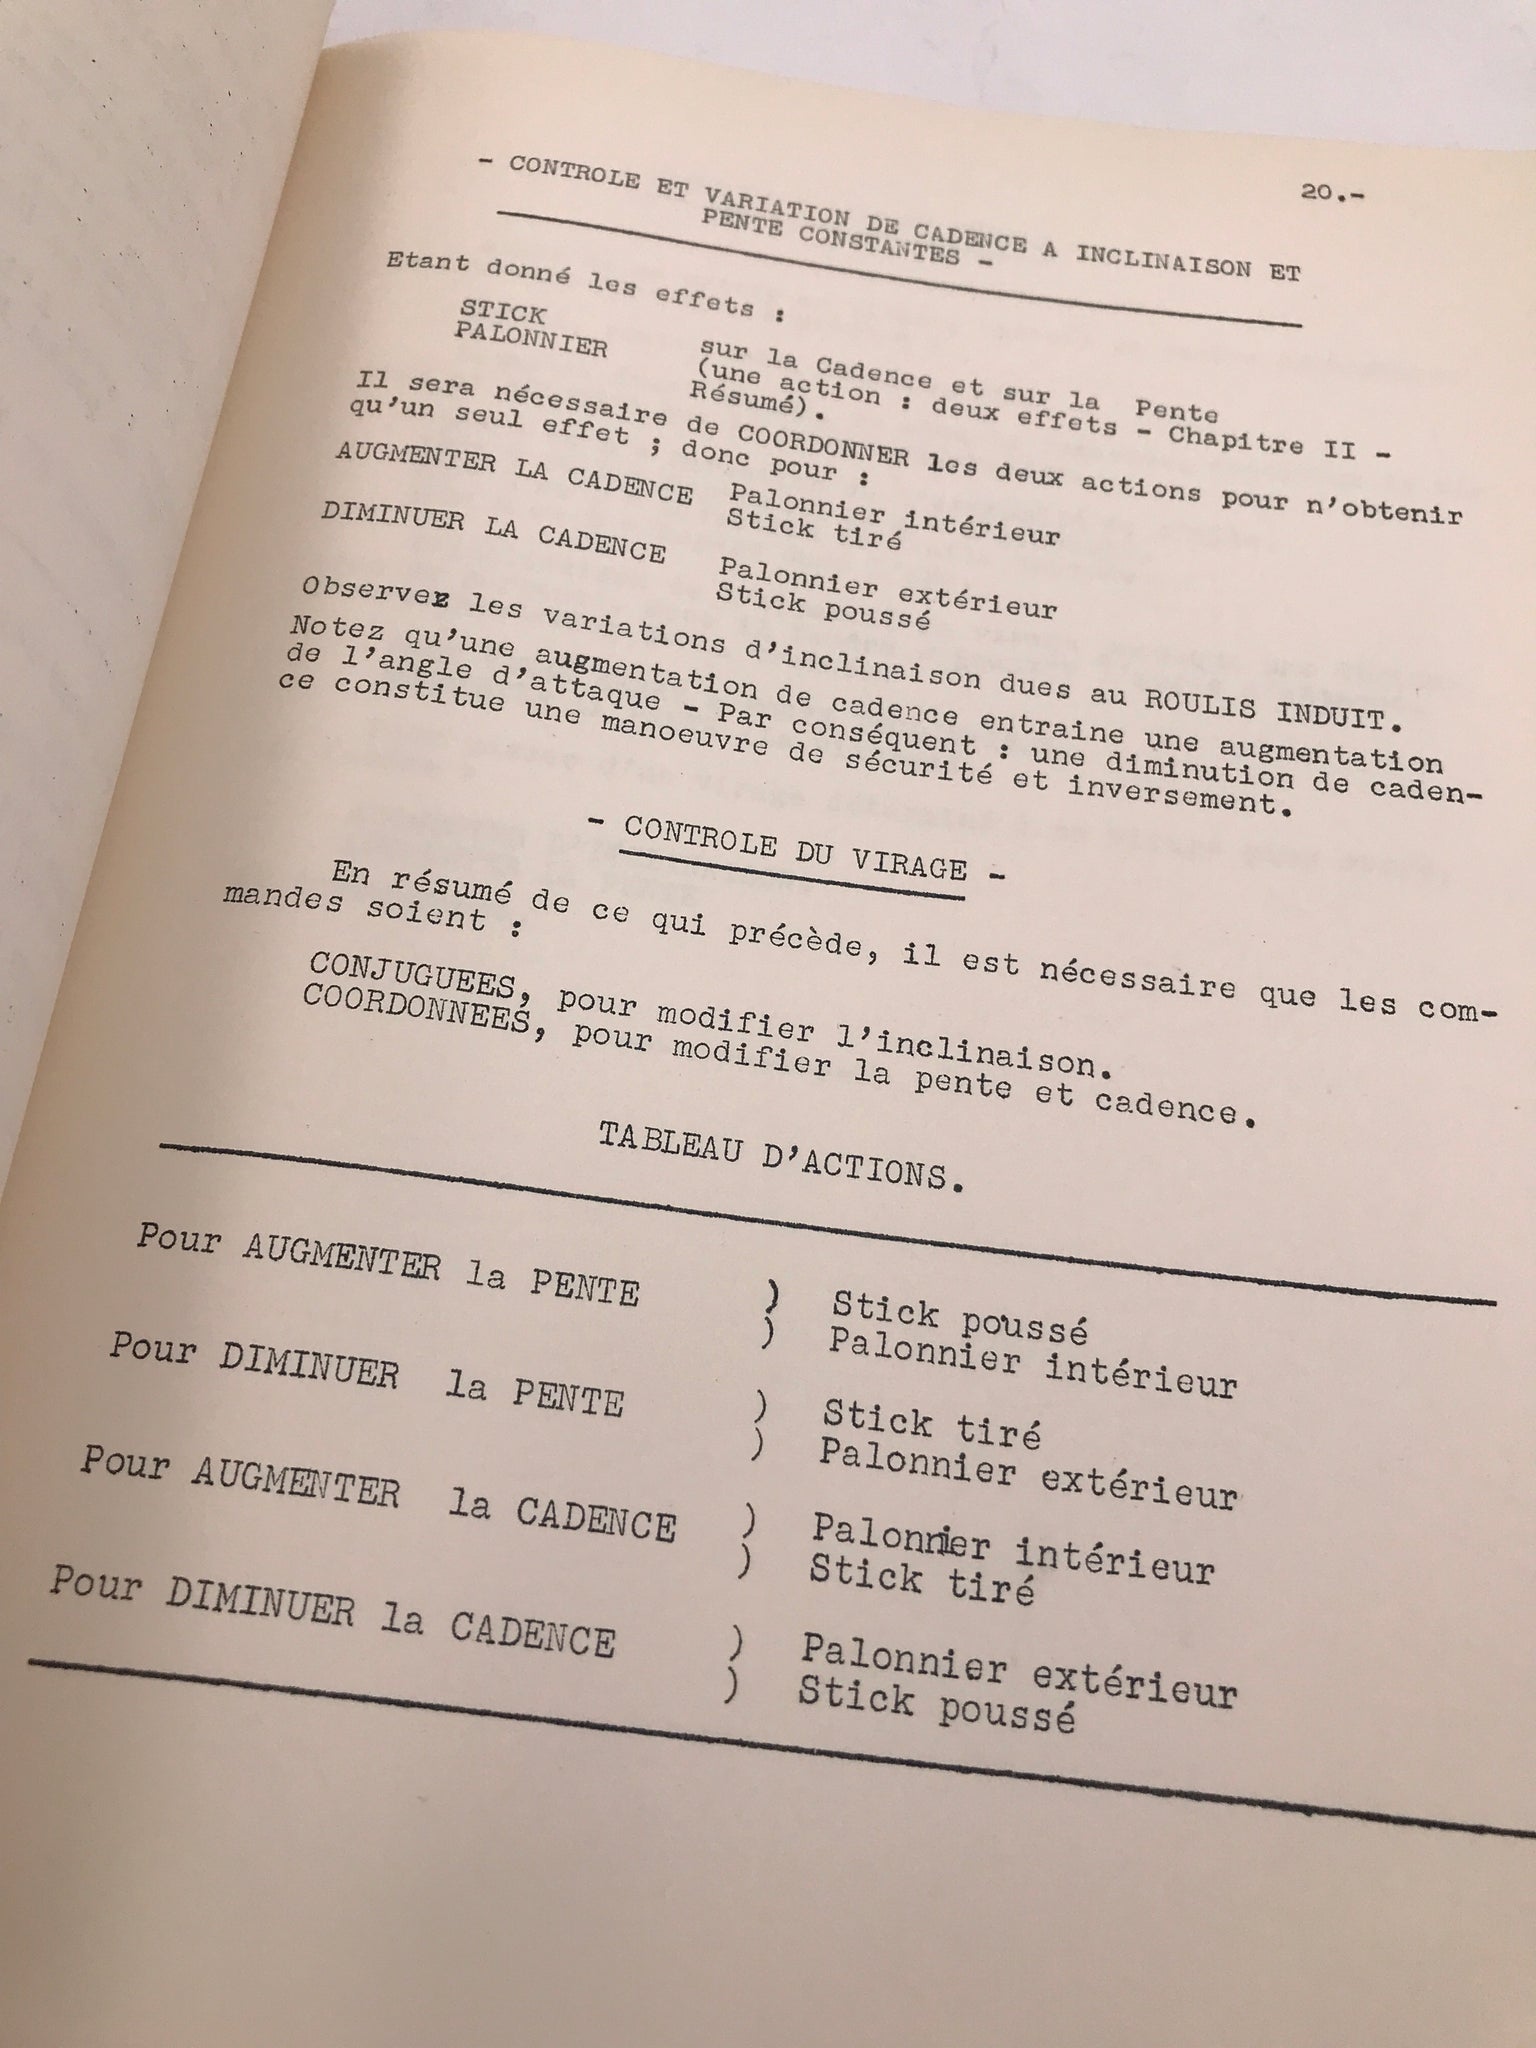 20.-
- CONTROLE ET VARIATION DE CADENCE A INCLINAISON ET
PENTE CONSTANTES -
Etant donné les effets :
STICK
PALONNIER
sur la Cadence et sur la Pente
(une action : deux effets - Chapitre II -
Résumé).
Il sera nécessaire de COORDONNER les deux actions pour n'obtenir
qu'un seul effet ; donc pour :
AUGMENTER LA CADENCE Palonnier intérieur
Stick tiré
DIMINUER LA CADENCE Palonnier extérieur
Stick poussé
Observez les variations d'inclinaison dues au ROULIS INDUIT.
Notez qu'une augmentation de cadence entraine une augmentation
de l'angle d'attaque - Par conséquent : une diminution de caden-
ce constitue une manoeuvre de sécurité et inversement.
- CONTROLE DU VIRAGE -
En résumé de ce qui précède, il est nécessaire que les com-
mandes soient :
CONJUGUEES, pour modifier l'inclinaison.
COORDONNEES, pour modifier la pente et cadence.
TABLEAU D'ACTIONS.
Pour AUGMENTER la PENTE ) Stick poussé
) Palonnier intérieur
Pour DIMINUER la PENTE ) Stick tiré
) Palonnier extérieur
Pour AUGMENTER la CADENCE ) Palonnier intérieur
) Stick tiré
Pour DIMINUER la CADENCE ) Palonnier extérieur
) Stick poussé